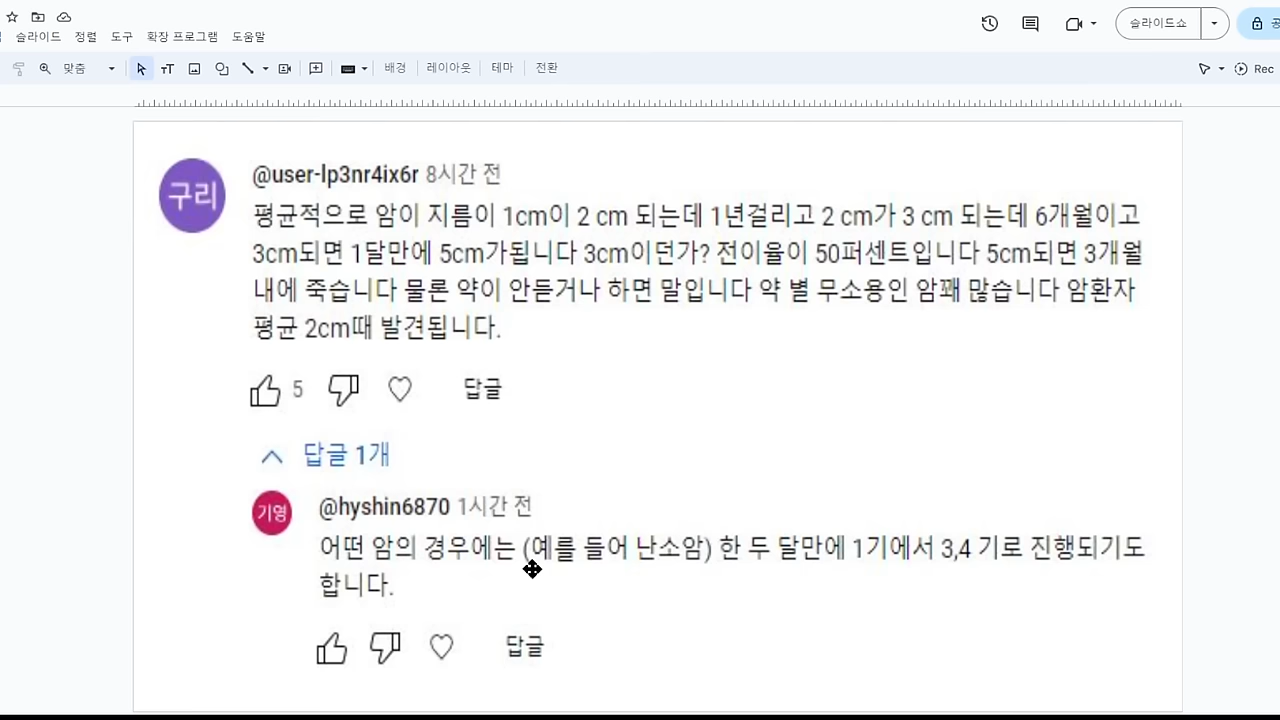 슬라이드 정렬 도구 확장 프로그램 도움말
슬라이드쇼
맞춤 배경 레이아웃 테마 전환 Rec
구리
@user-lp3nr4ix6r 8시간 전
평균적으로 암이 지름이 1cm이 2 cm 되는데 1년걸리고 2 cm가 3 cm 되는데 6개월이고
3cm되면 1달만에 5cm가됩니다 3cm이던가? 전이율이 50퍼센트입니다 5cm되면 3개월
내에 죽습니다 물론 약이 안듣거나 하면 말입니다 약 별 무소용인 암꽤 많습니다 암환자
평균 2cm때 발견됩니다.
5 답글
답글 1개
기영
@hyshin6870 1시간 전
어떤 암의 경우에는 (예를 들어 난소암) 한 두 달만에 1기에서 3,4 기로 진행되기도
합니다.
답글